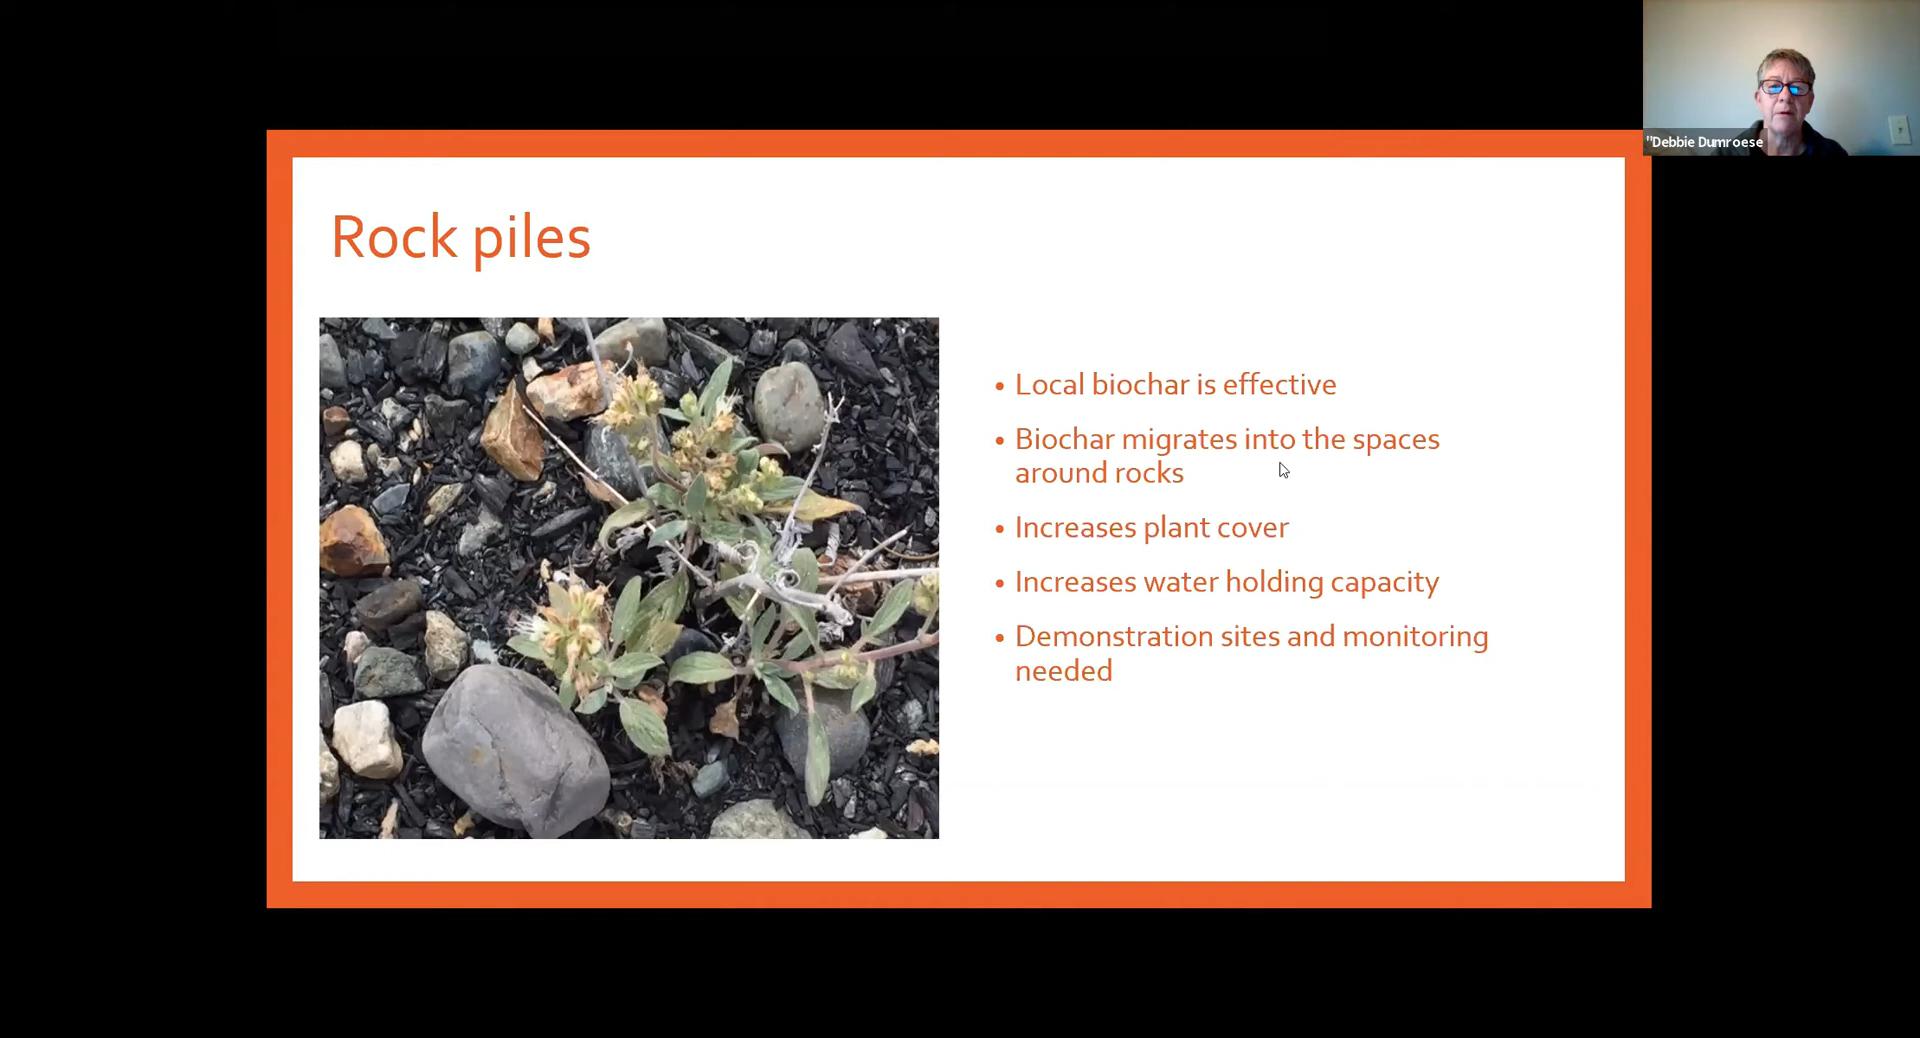 "Debbie Dumroese
Rock piles
• Local biochar is effective
• Biochar migrates into the spaces
around rocks
• Increases plant cover
• Increases water holding capacity
• Demonstration sites and monitoring
needed